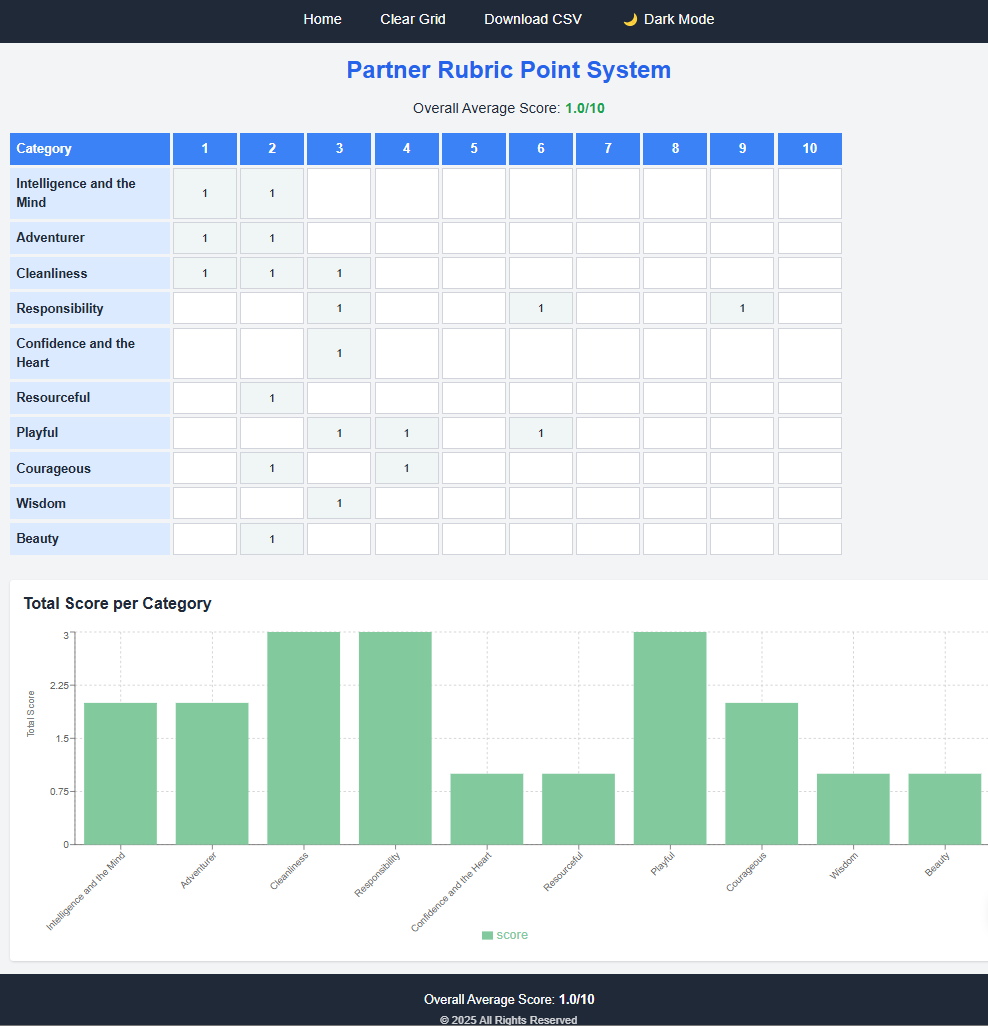 Home Clear Grid Download CSV 🌙 Dark Mode
Partner Rubric Point System
Overall Average Score: 1.0/10
Category 1 2 3 4 5 6 7 8 9 10
Intelligence and the
Mind 1 1
Adventurer 1 1
Cleanliness 1 1 1
Responsibility 1 1 1
Confidence and the
Heart 1
Resourceful 1
Playful 1 1 1
Courageous 1 1
Wisdom 1
Beauty 1
Total Score per Category
3
2.25
1.5
0.75
0
Total Score
Intelligence and the Mind
Adventurer
Cleanliness
Responsibility
Confidence and the Heart
Resourceful
Playful
Courageous
Wisdom
Beauty
score
Overall Average Score: 1.0/10
© 2025 All Rights Reserved